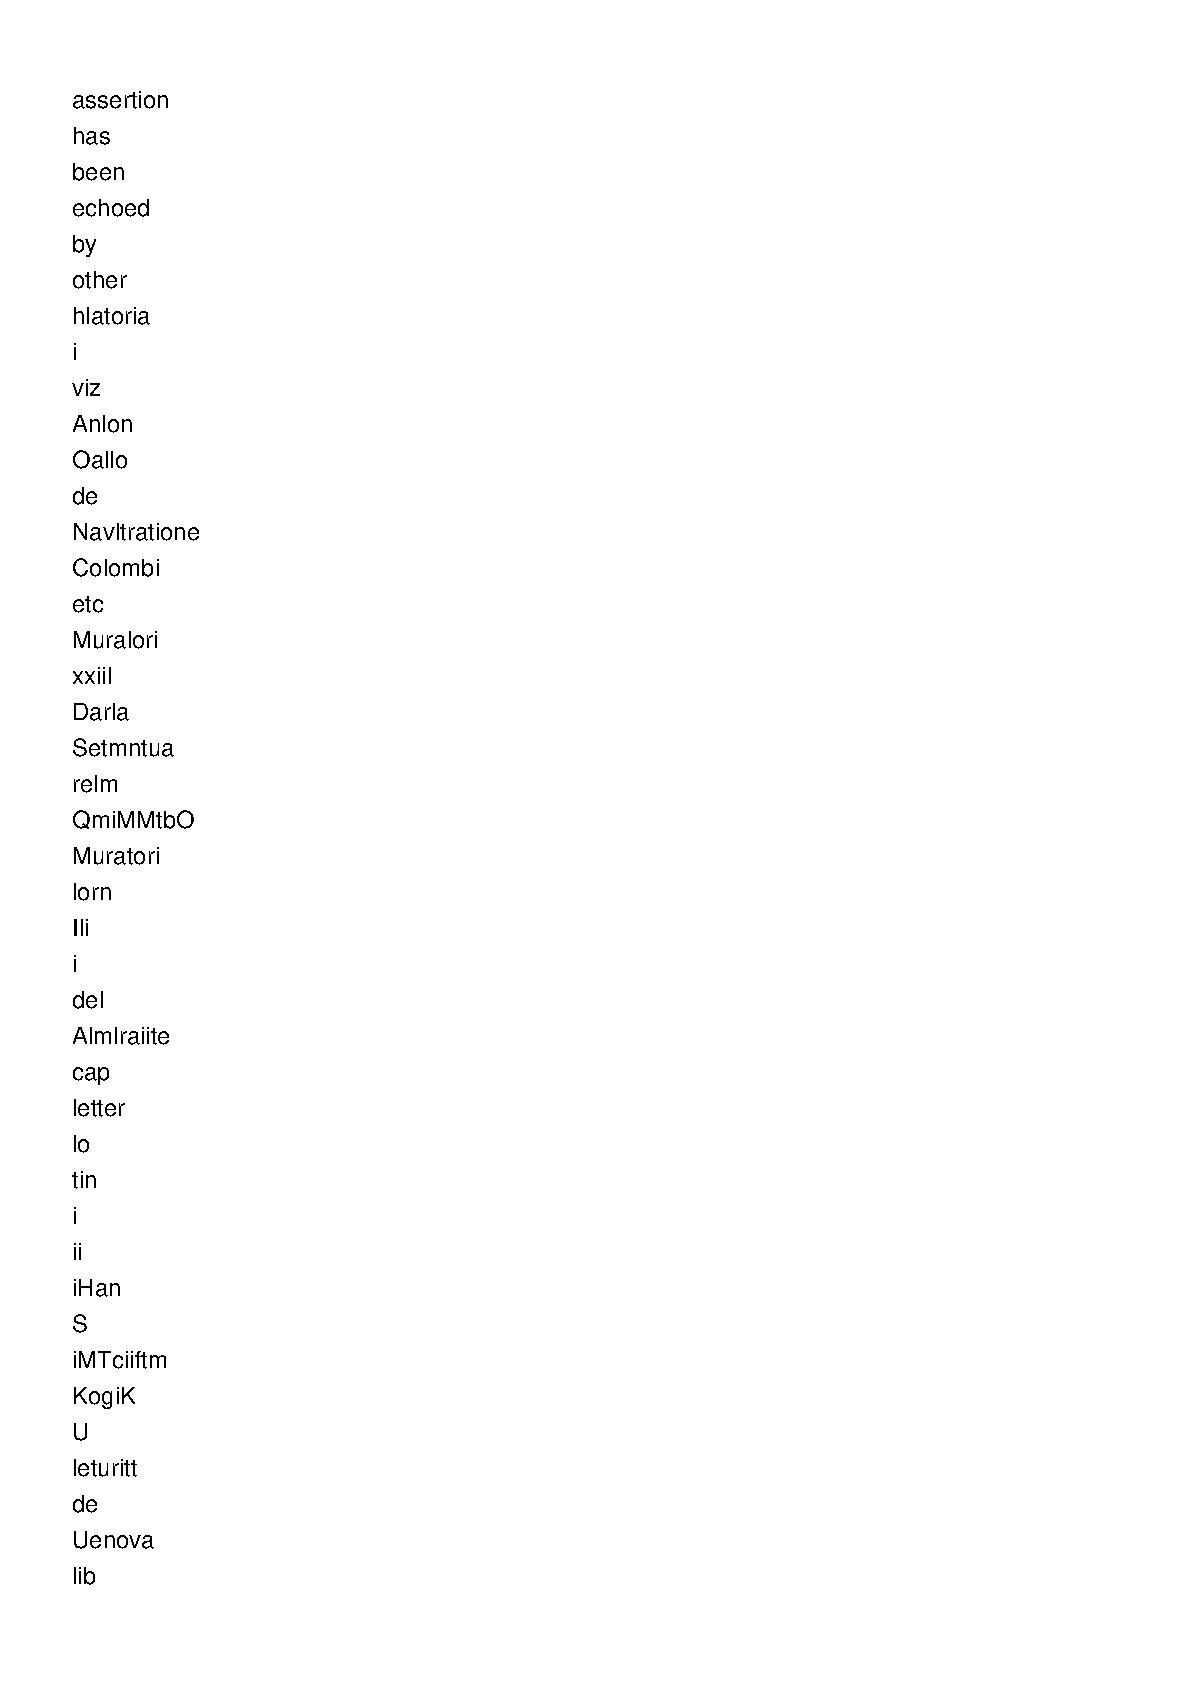 assertion
has
been
echoed
by
other
hlatoria
i
viz
Anlon
Oallo
de
Navltratione
Colombi
etc
Muralori
xxiil
Darla
Setmntua
relm
QmiMMtbO
Muratori
lorn
Ili
i
del
Almlraiite
cap
letter
lo
tin
i
ii
iHan
S
iMTciiftm
KogiK
U
leturitt
de
Uenova
lib